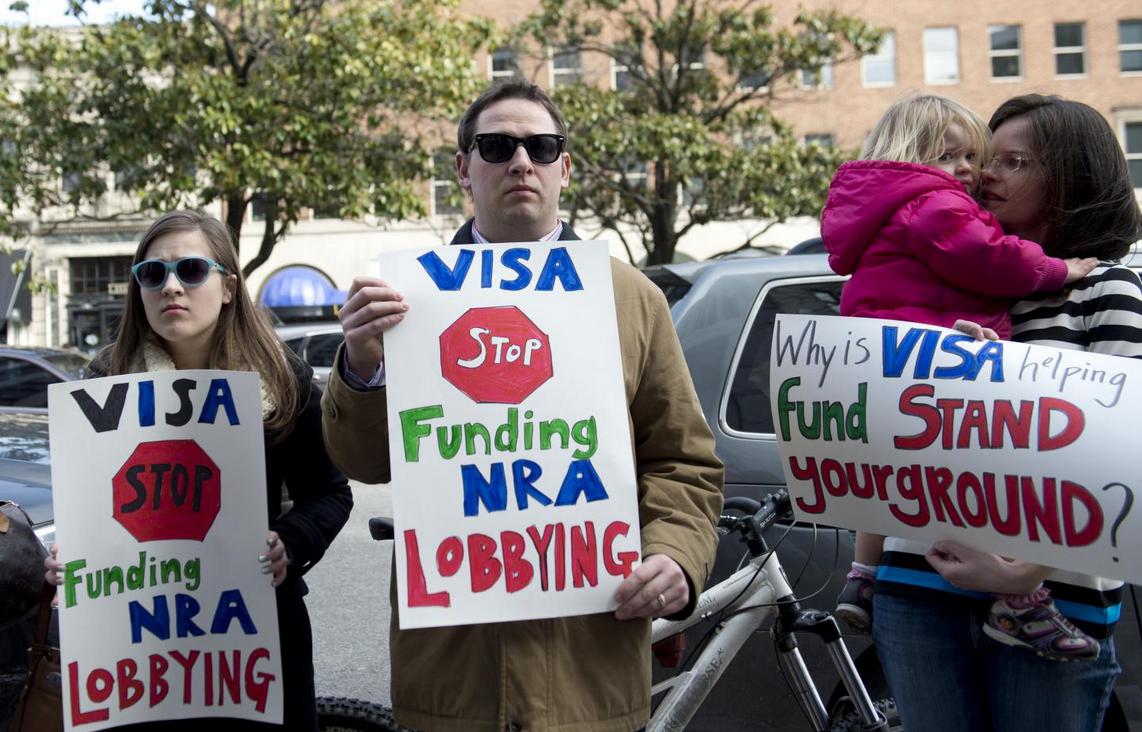 VISA
STOP
Funding
NRA
LOBBYING
VISA
STOP
Funding
NRA
LOBBYING
Why is VISA helping
fund STAND
your GROUND?